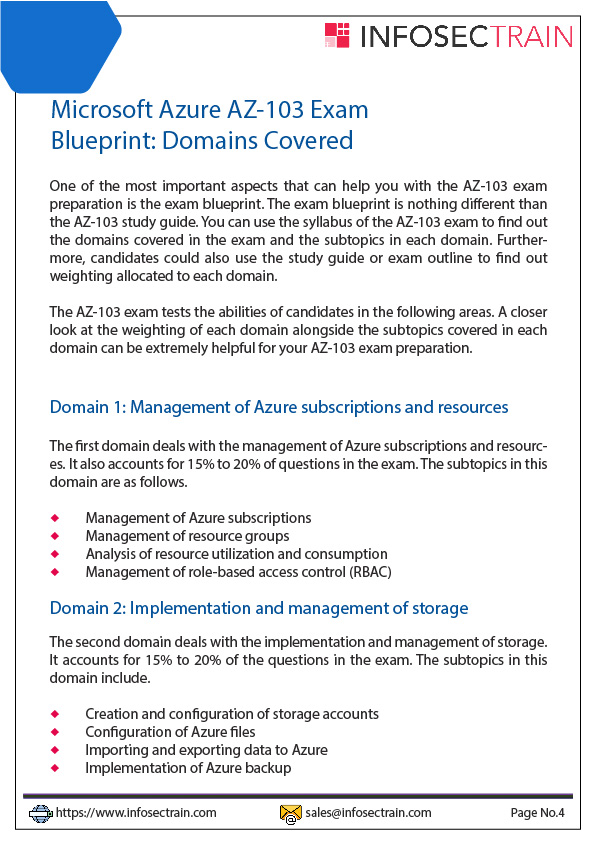 INFOSECTRAIN
Microsoft Azure AZ-103 Exam
Blueprint: Domains Covered
One of the most important aspects that can help you with the AZ-103 exam
preparation is the exam blueprint. The exam blueprint is nothing different than
the AZ-103 study guide. You can use the syllabus of the AZ-103 exam to find out
the domains covered in the exam and the subtopics in each domain. Further-
more, candidates could also use the study guide or exam outline to find out
weighting allocated to each domain.
The AZ-103 exam tests the abilities of candidates in the following areas. A closer
look at the weighting of each domain alongside the subtopics covered in each
domain can be extremely helpful for your AZ-103 exam preparation.
Domain 1: Management of Azure subscriptions and resources
The first domain deals with the management of Azure subscriptions and resourc-
es. It also accounts for 15% to 20% of questions in the exam. The subtopics in this
domain are as follows.
Management of Azure subscriptions
Management of resource groups
Analysis of resource utilization and consumption
Management of role-based access control (RBAC)
Domain 2: Implementation and management of storage
The second domain deals with the implementation and management of storage.
It accounts for 15% to 20% of the questions in the exam. The subtopics in this
domain include.
Creation and configuration of storage accounts
Configuration of Azure files
Importing and exporting data to Azure
Implementation of Azure backup
https://www.infosectrain.com sales@infosectrain.com Page No.4